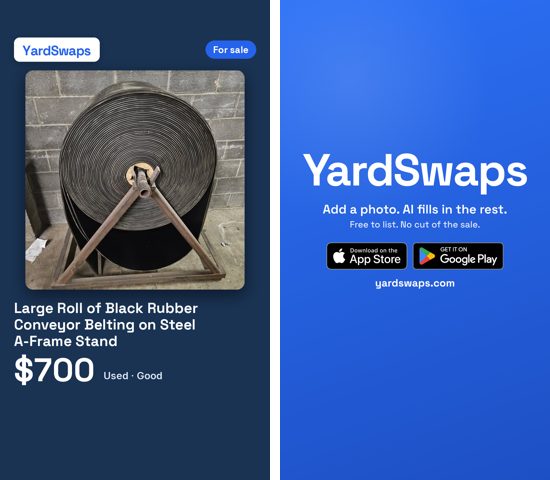 YardSwaps
For sale
Large Roll of Black Rubber
Conveyor Belting on Steel
A-Frame Stand
$700 Used · Good
YardSwaps
Add a photo. AI fills in the rest.
Free to list. No cut of the sale.
Download on the
App Store
GET IT ON
Google Play
yardswaps.com